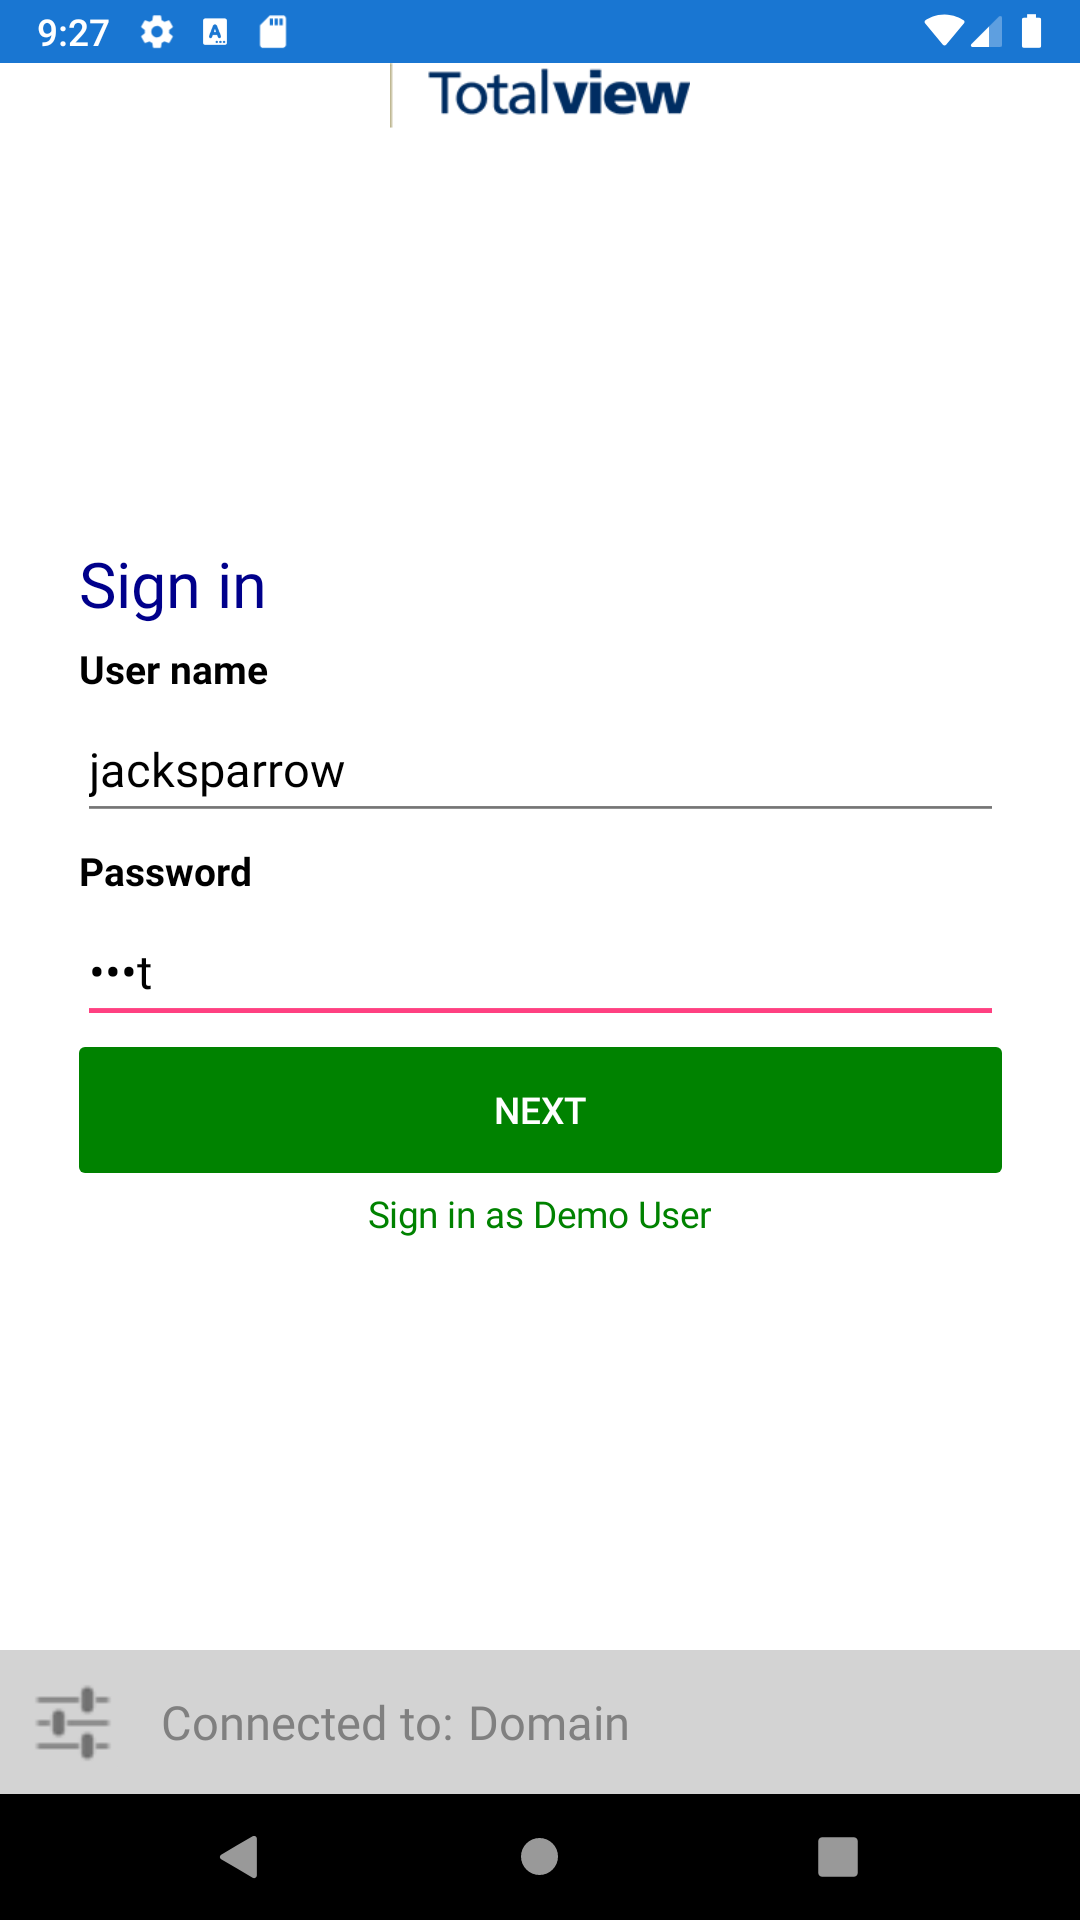 9:27
Totalview
Sign in
User name
jacksparrow
Password
•••t
NEXT
Sign in as Demo User
Connected to: Domain